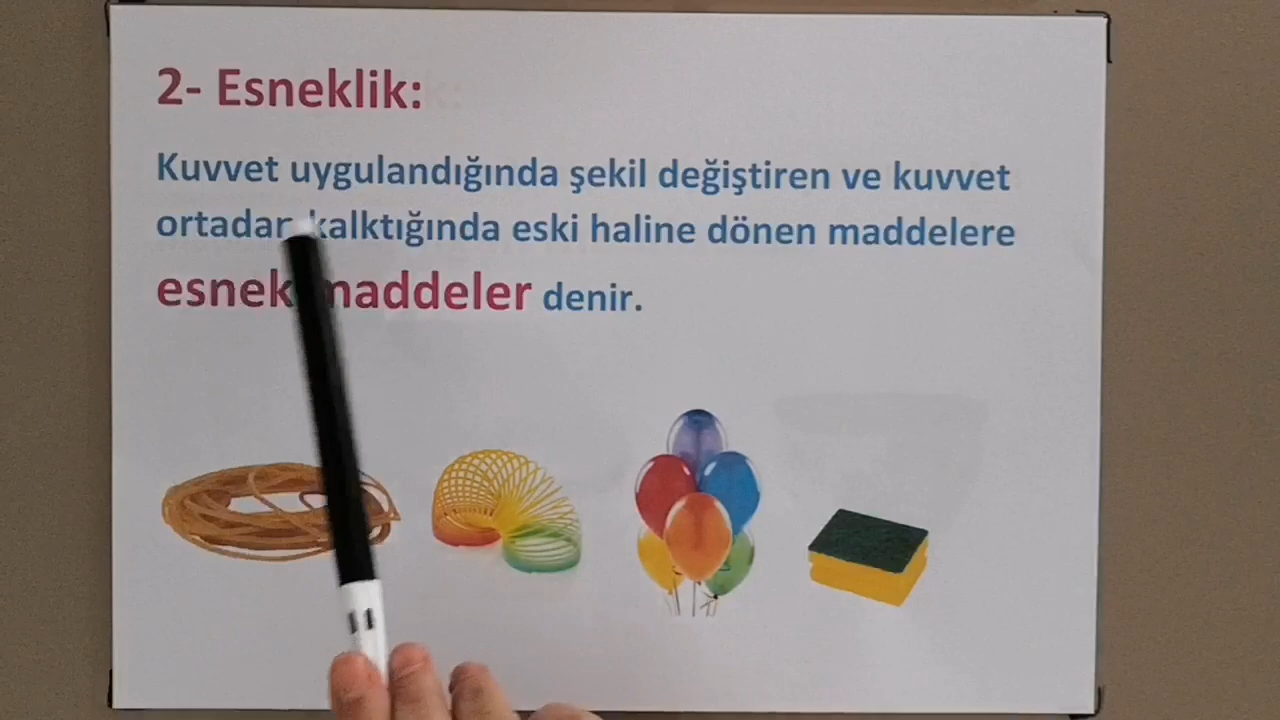 2- Esneklik:
Kuvvet uygulandığında şekil değiştiren ve kuvvet
ortadan kalktığında eski haline dönen maddelere
esnek maddeler denir.